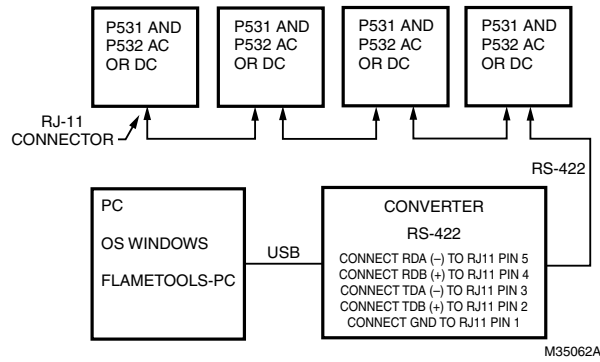 P531 AND
P532 AC
OR DC
P531 AND
P532 AC
OR DC
P531 AND
P532 AC
OR DC
P531 AND
P532 AC
OR DC
RJ-11
CONNECTOR
RS-422
PC
OS WINDOWS
FLAMETOOLS-PC
USB
CONVERTER
RS-422
CONNECT RDA (–) TO RJ11 PIN 5
CONNECT RDB (+) TO RJ11 PIN 4
CONNECT TDA (–) TO RJ11 PIN 3
CONNECT TDB (+) TO RJ11 PIN 2
CONNECT GND TO RJ11 PIN 1
M35062A